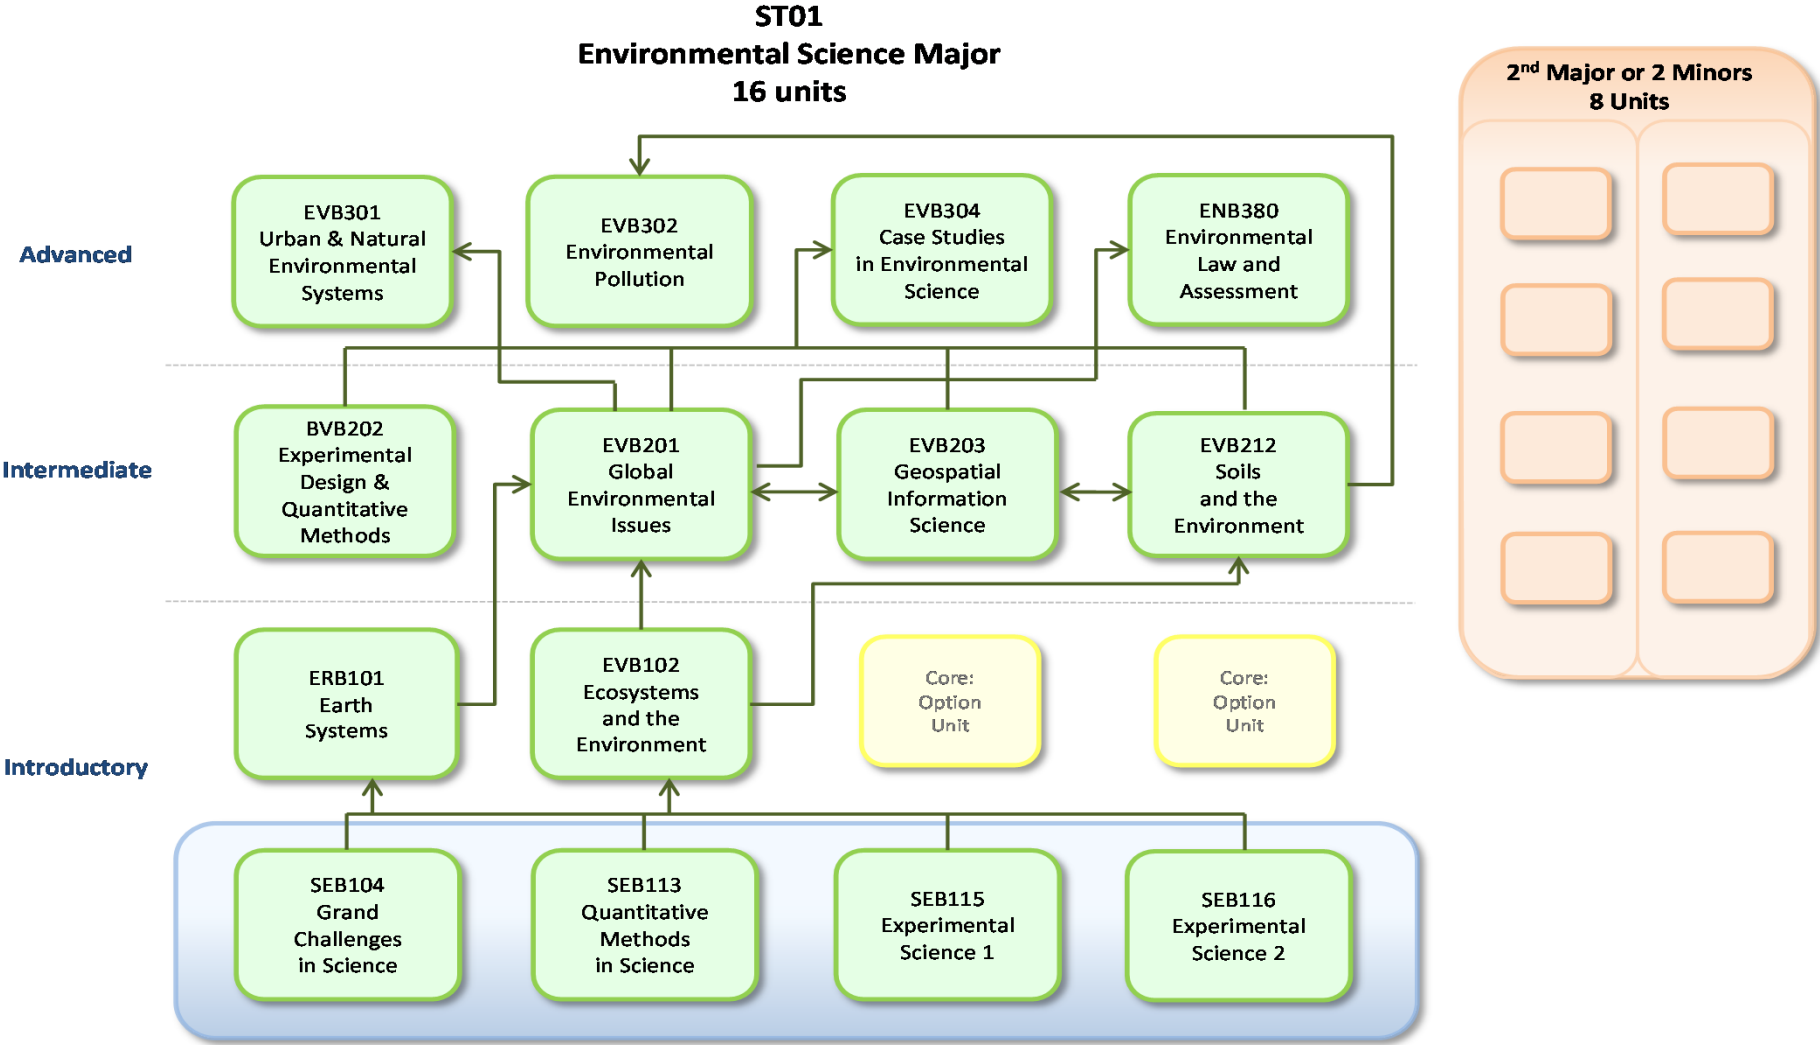 ST01
Environmental Science Major
16 units
2nd Major or 2 Minors
8 Units
Advanced
EVB301
Urban & Natural
Environmental
Systems
EVB302
Environmental
Pollution
EVB304
Case Studies
in Environmental
Science
ENB380
Environmental
Law and
Assessment
Intermediate
BVB202
Experimental
Design &
Quantitative
Methods
EVB201
Global
Environmental
Issues
EVB203
Geospatial
Information
Science
EVB212
Soils
and the
Environment
Introductory
ERB101
Earth
Systems
EVB102
Ecosystems
and the
Environment
Core:
Option
Unit
Core:
Option
Unit
SEB104
Grand
Challenges
in Science
SEB113
Quantitative
Methods
in Science
SEB115
Experimental
Science 1
SEB116
Experimental
Science 2